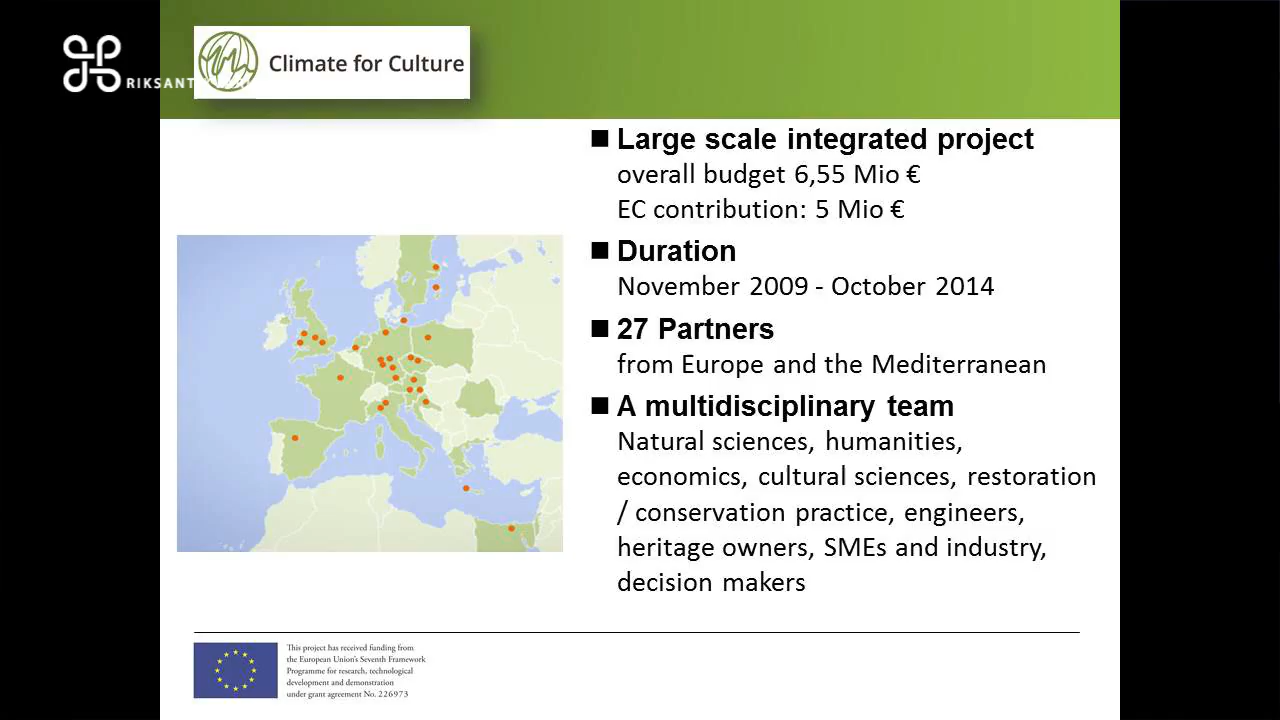 RIKSANT
Climate for Culture
■ Large scale integrated project
overall budget 6,55 Mio €
EC contribution: 5 Mio €
■ Duration
November 2009 - October 2014
■ 27 Partners
from Europe and the Mediterranean
■ A multidisciplinary team
Natural sciences, humanities,
economics, cultural sciences, restoration
/ conservation practice, engineers,
heritage owners, SMEs and industry,
decision makers
This project has received funding from
the European Union's Seventh Framework
Programme for research, technological
development and demonstration
under grant agreement No. 226973